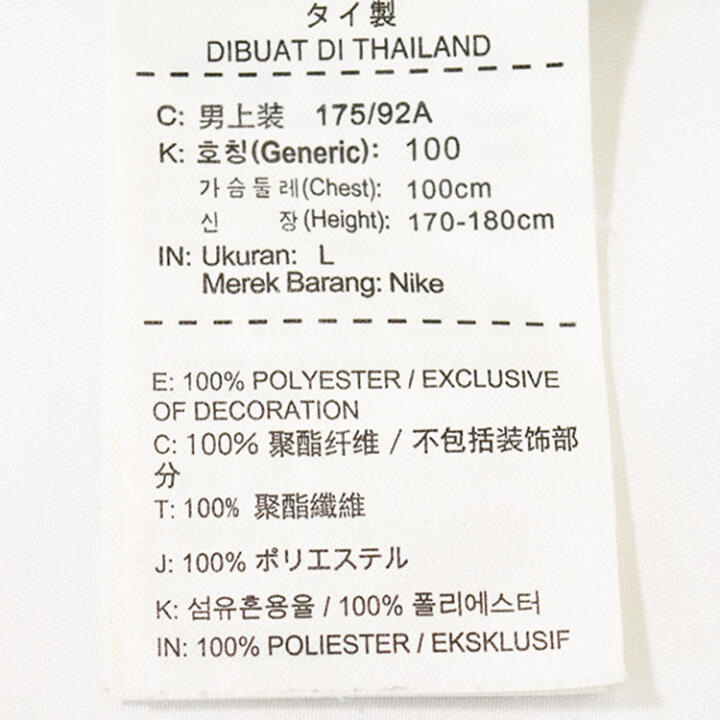 タイ製
DIBUAT DI THAILAND
C: 男上装 175/92A
K: 호칭(Generic): 100
가슴둘레(Chest): 100cm
신 장(Height): 170-180cm
IN: Ukuran: L
Merek Barang: Nike
E: 100% POLYESTER / EXCLUSIVE
OF DECORATION
C: 100% 聚酯纤维 / 不包括装饰部
分
T: 100% 聚酯纖維
J: 100% ポリエステル
K: 섬유혼용율 / 100% 폴리에스터
IN: 100% POLIESTER / EKSKLUSIF